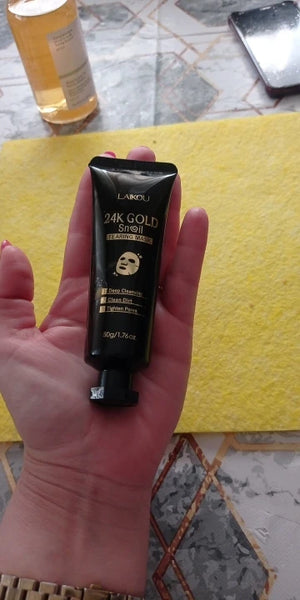 LAIKOU
24K GOLD
Snail
TEARING MASK
Deep Cleansing
Clean Dirt
Tighten Pores
50g/1.76oz